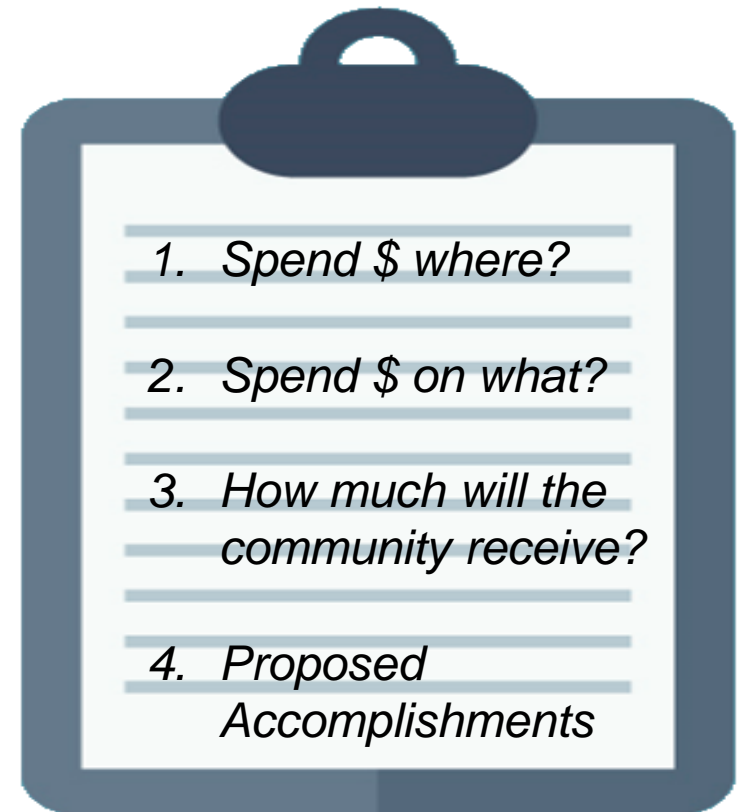 1. Spend $ where?
2. Spend $ on what?
3. How much will the
community receive?
4. Proposed
Accomplishments